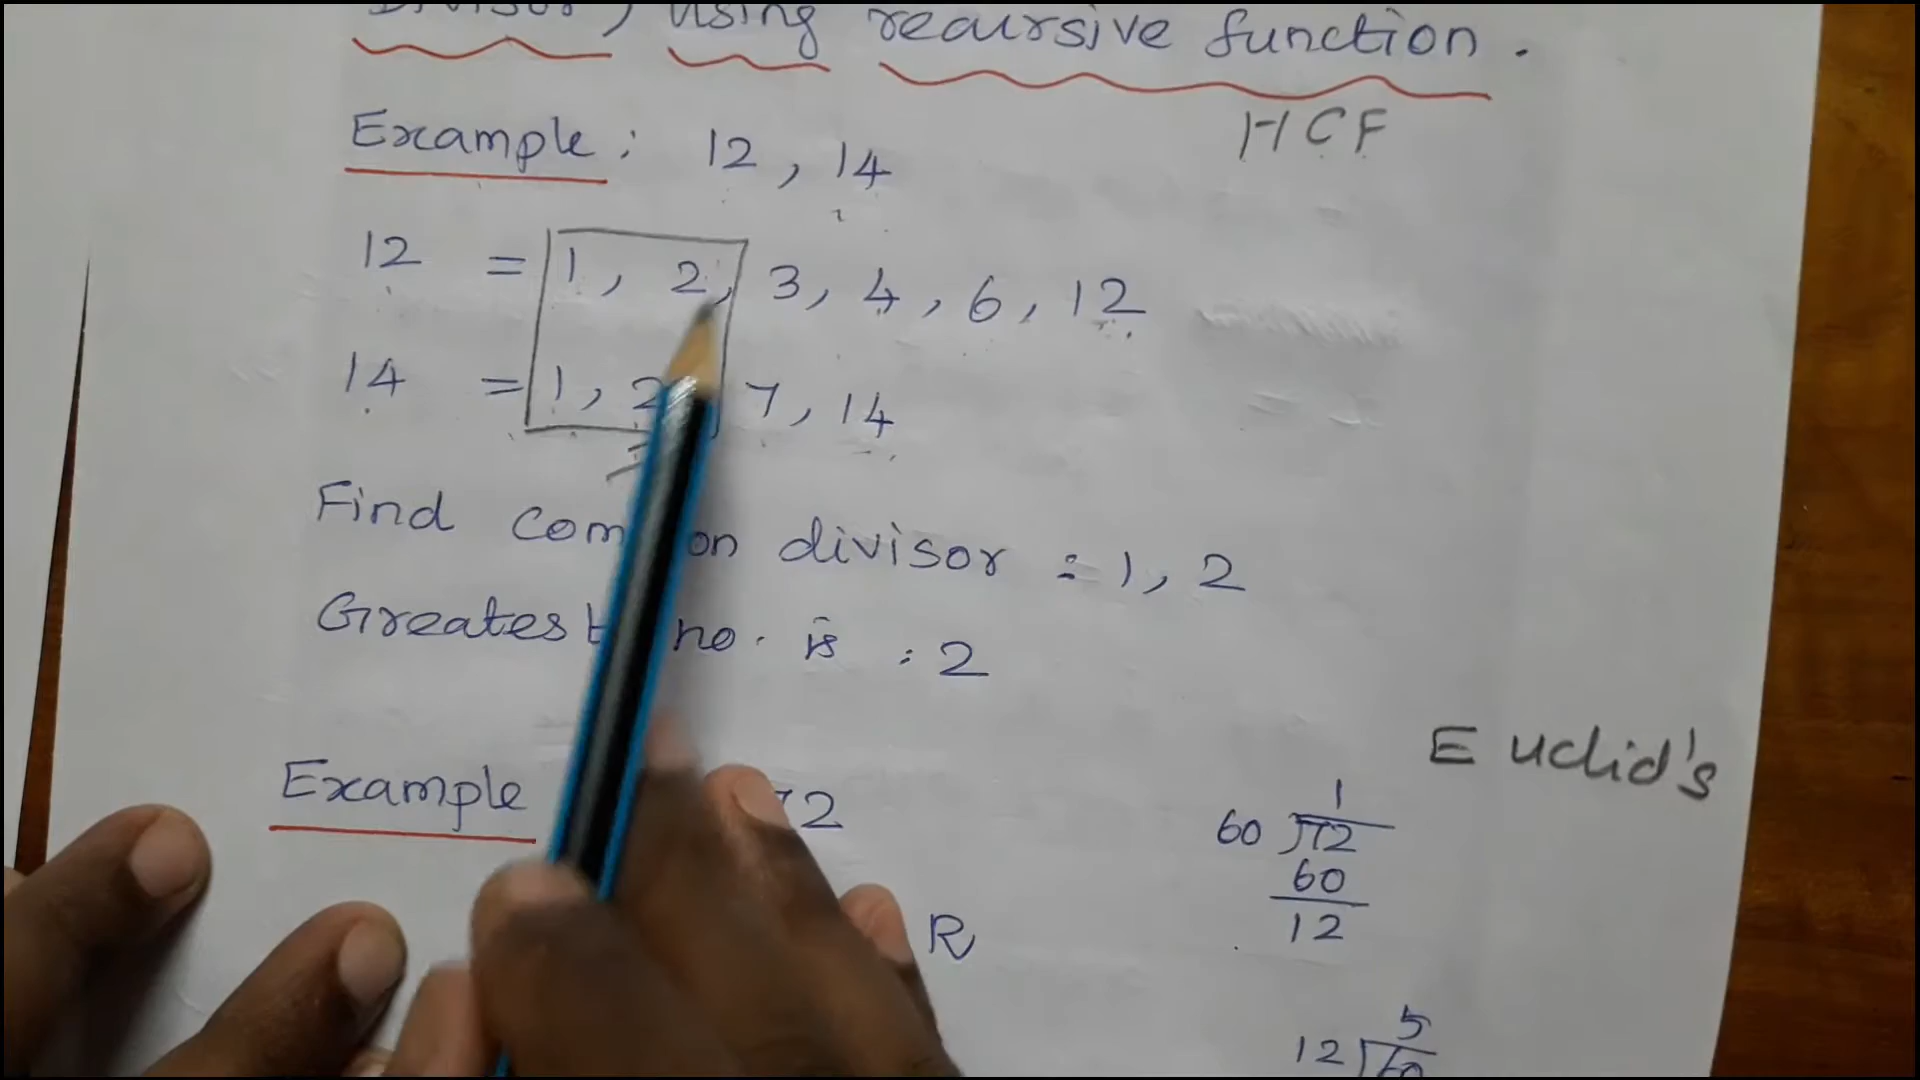 Divisor) using recursive function.
HCF
Example: 12, 14
12 = 1, 2, 3, 4, 6, 12
14 = 1, 2, 7, 14
Find divisor = 1, 2
Greatest no. is : 2
Euclid's
Example
1
60 72
60
12
R
5
12 60